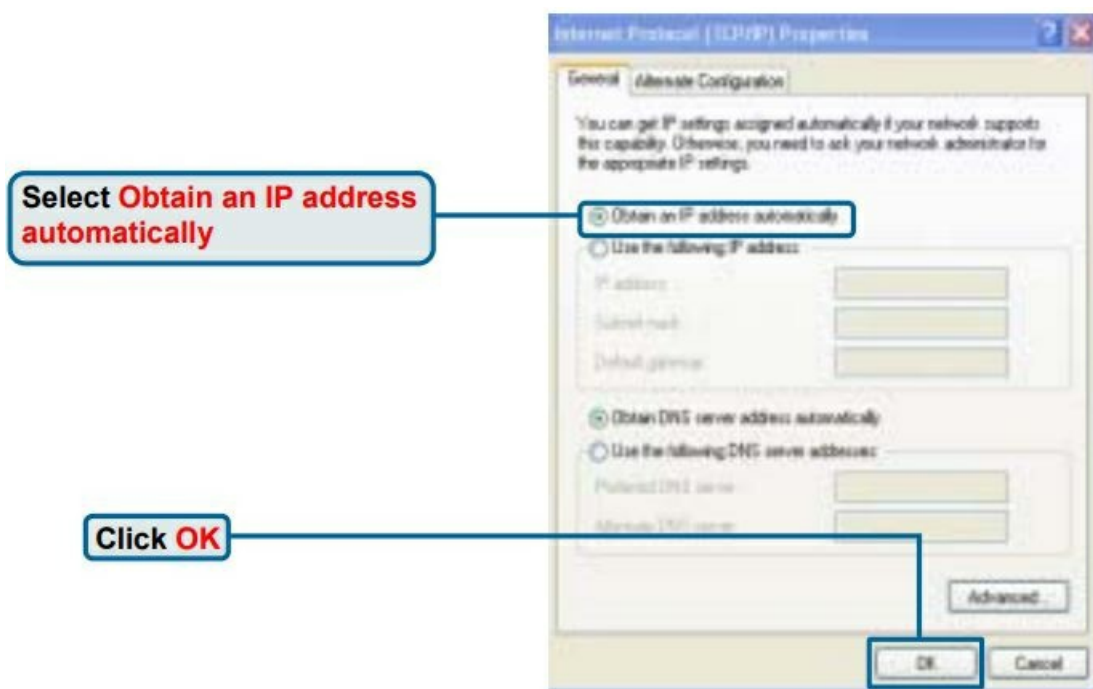 Internet Protocol (TCP/IP) Properties
General Alternate Configuration
You can get IP settings assigned automatically if your network supports
this capability. Otherwise, you need to ask your network administrator for
the appropriate IP settings.
Select Obtain an IP address
automatically
Obtain an IP address automatically
Use the following IP address
IP address
Subnet mask
Default gateway
Obtain DNS server address automatically
Use the following DNS server addresses
Preferred DNS server
Alternate DNS server
Click OK
Advanced...
OK Cancel